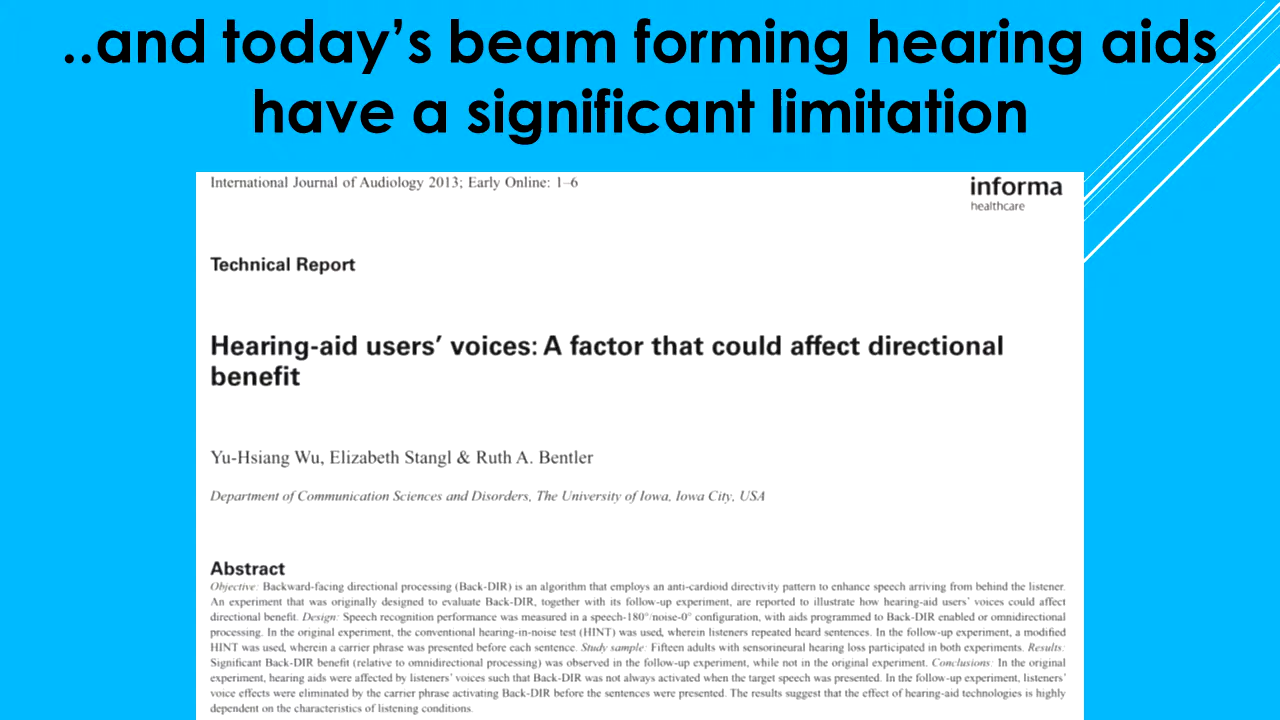 ..and today's beam forming hearing aids
have a significant limitation
International Journal of Audiology 2013; Early Online: 1–6
informa
healthcare
Technical Report
Hearing-aid users' voices: A factor that could affect directional
benefit
Yu-Hsiang Wu, Elizabeth Stangl & Ruth A. Bentler
Department of Communication Sciences and Disorders, The University of Iowa, Iowa City, USA
Abstract
Objective: Backward-facing directional processing (Back-DIR) is an algorithm that employs an anti-cardioid directivity pattern to enhance speech arriving from behind the listener.
An experiment that was originally designed to evaluate Back-DIR, together with its follow-up experiment, are reported to illustrate how hearing-aid users' voices could affect
directional benefit. Design: Speech recognition performance was measured in a speech-180°/noise-0° configuration, with aids programmed to Back-DIR enabled or omnidirectional
processing. In the original experiment, the conventional hearing-in-noise test (HINT) was used, wherein listeners repeated heard sentences. In the follow-up experiment, a modified
HINT was used, wherein a carrier phrase was presented before each sentence. Study sample: Fifteen adults with sensorineural hearing loss participated in both experiments. Results:
Significant Back-DIR benefit (relative to omnidirectional processing) was observed in the follow-up experiment, while not in the original experiment. Conclusions: In the original
experiment, hearing aids were affected by listeners' voices such that Back-DIR was not always activated when the target speech was presented. In the follow-up experiment, listeners'
voice effects were eliminated by the carrier phrase activating Back-DIR before the sentences were presented. The results suggest that the effect of hearing-aid technologies is highly
dependent on the characteristics of listening conditions.